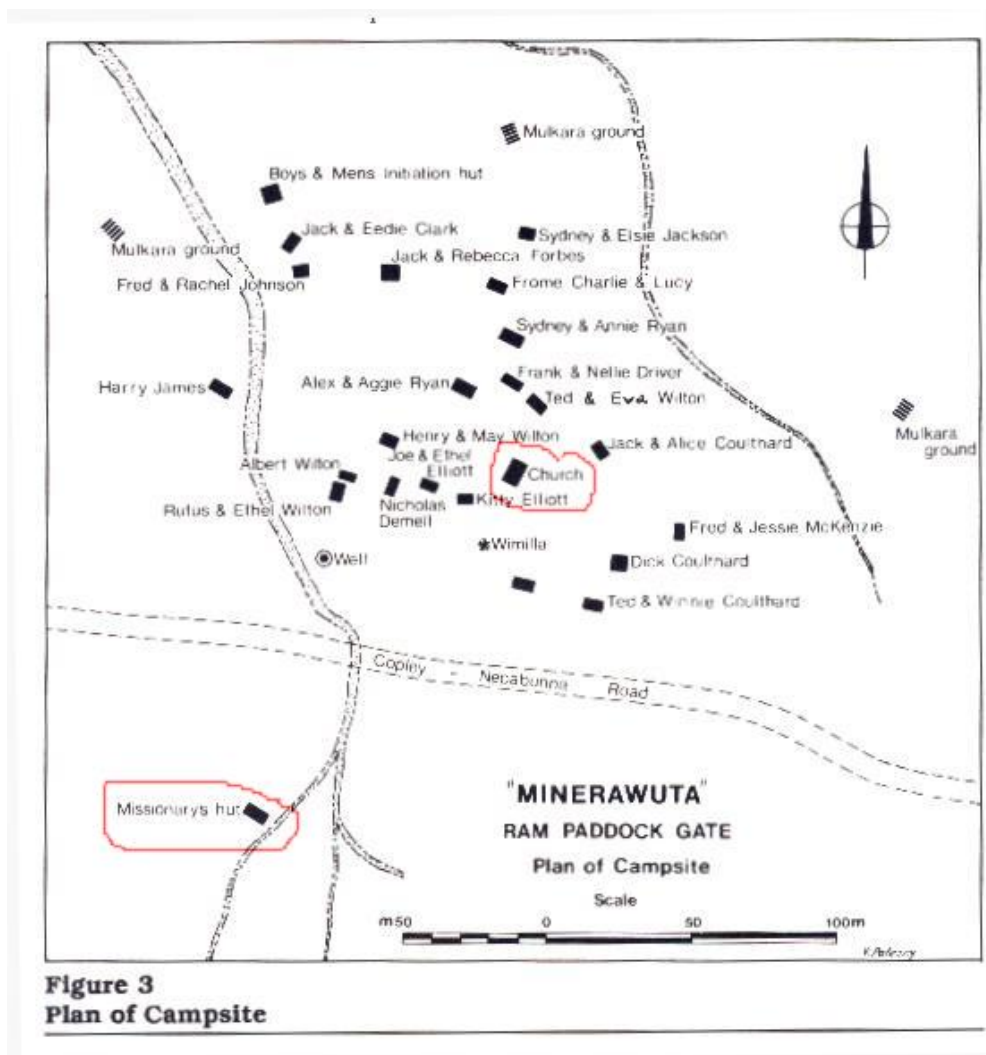 Mulkara ground
Boys & Mens Initiation hut
Jack & Eedie Clark
Sydney & Elsie Jackson
Mulkara ground
Jack & Rebecca Forbes
Fred & Rachel Johnson
Frome Charlie & Lucy
Sydney & Annie Ryan
Frank & Nellie Driver
Alex & Aggie Ryan
Harry James
Ted & Eva Wilton
Mulkara
ground
Henry & May Wilton
Jack & Alice Coulthard
Joe & Ethel
Elliott
Albert Wilton
Church
Kitty Elliott
Nicholas
Demell
Rufus & Ethel Wilton
Fred & Jessie McKenzie
Wimilla
Well
Dick Coulthard
Ted & Winnie Coulthard
Copley - Necabunna Road
Missionarys hut
"MINERAWUTA"
RAM PADDOCK GATE
Plan of Campsite
Scale
m50 0 50 100m
Figure 3
Plan of Campsite